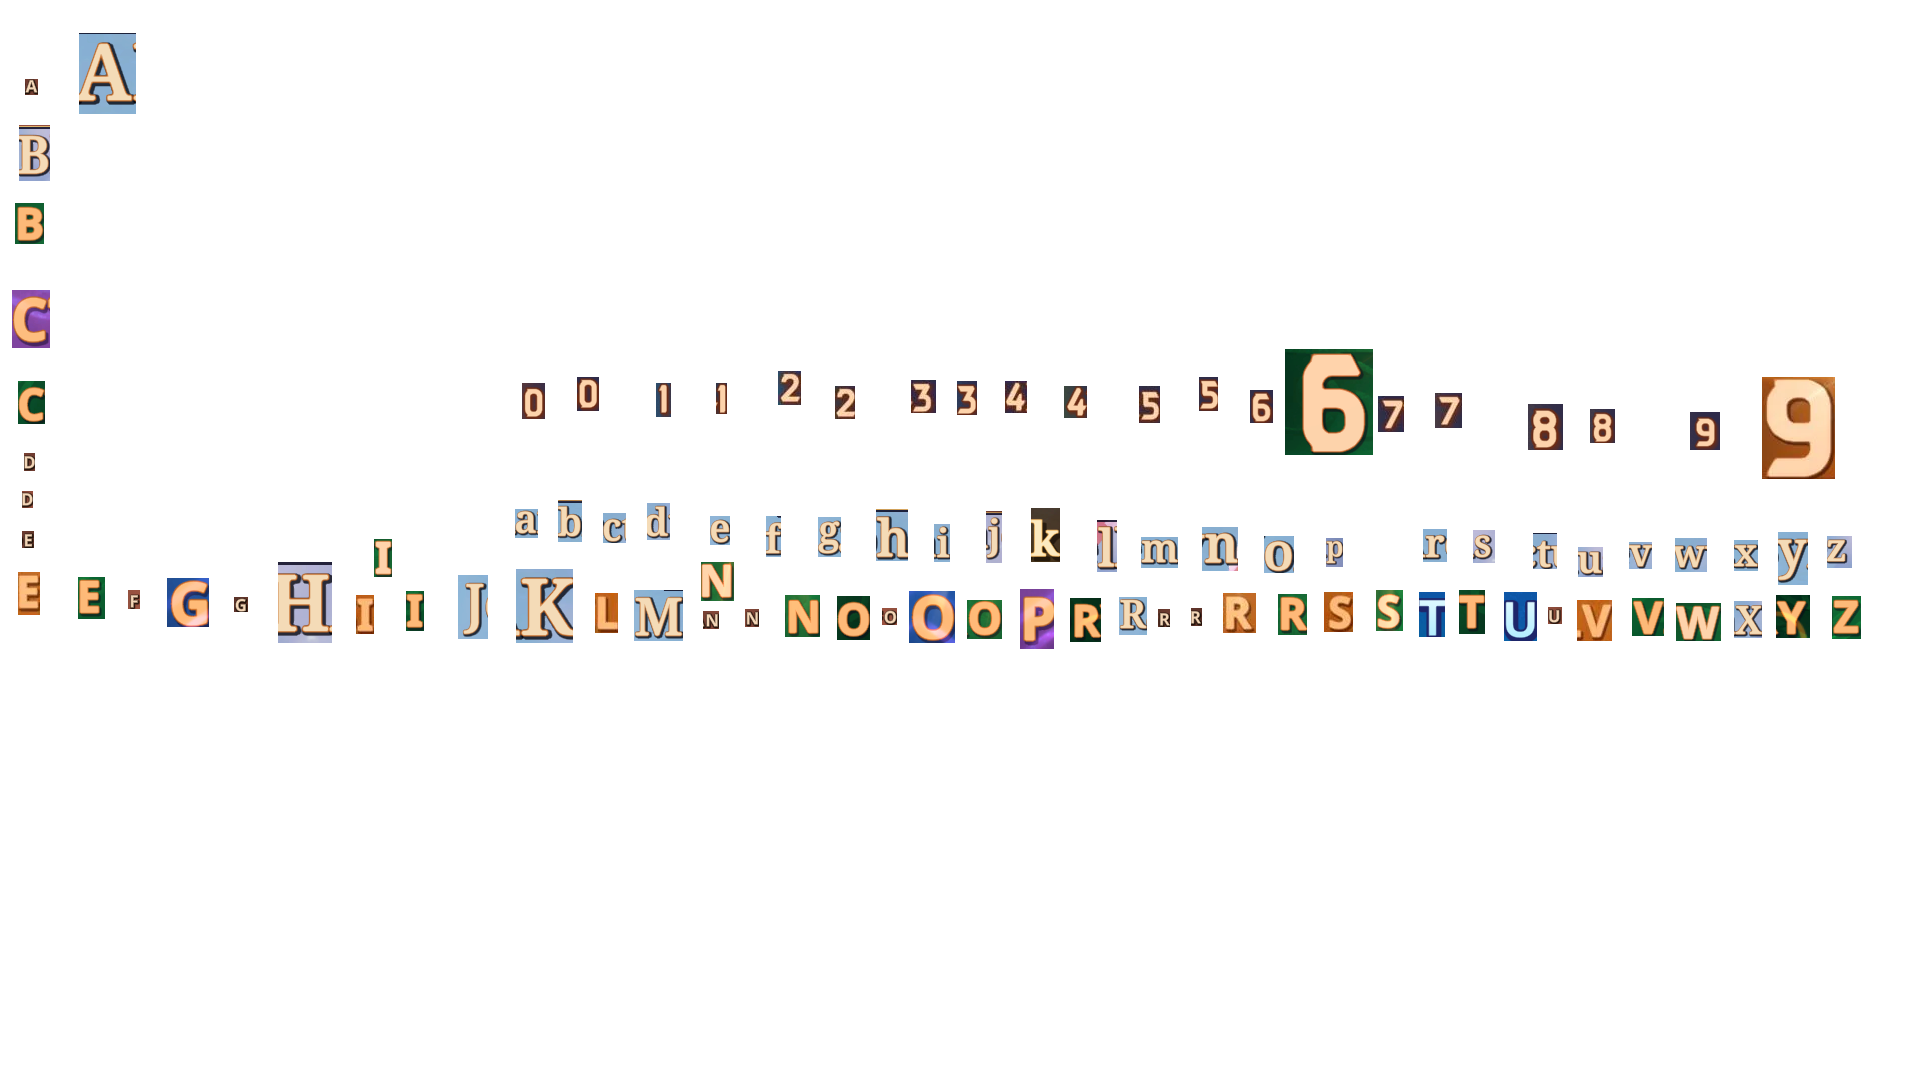 A A
B
B
C
C
0 0 1 1 2 2 3 3 4 4 5 5 6 6 7 7 8 8 9 9
D
D
a b c d e f g h i j k l m n o p r s t u v w x y z
E
E E F G G H I I I J K L M N N N N O O O O P R R R R R R S S T T U U V V W X Y Z